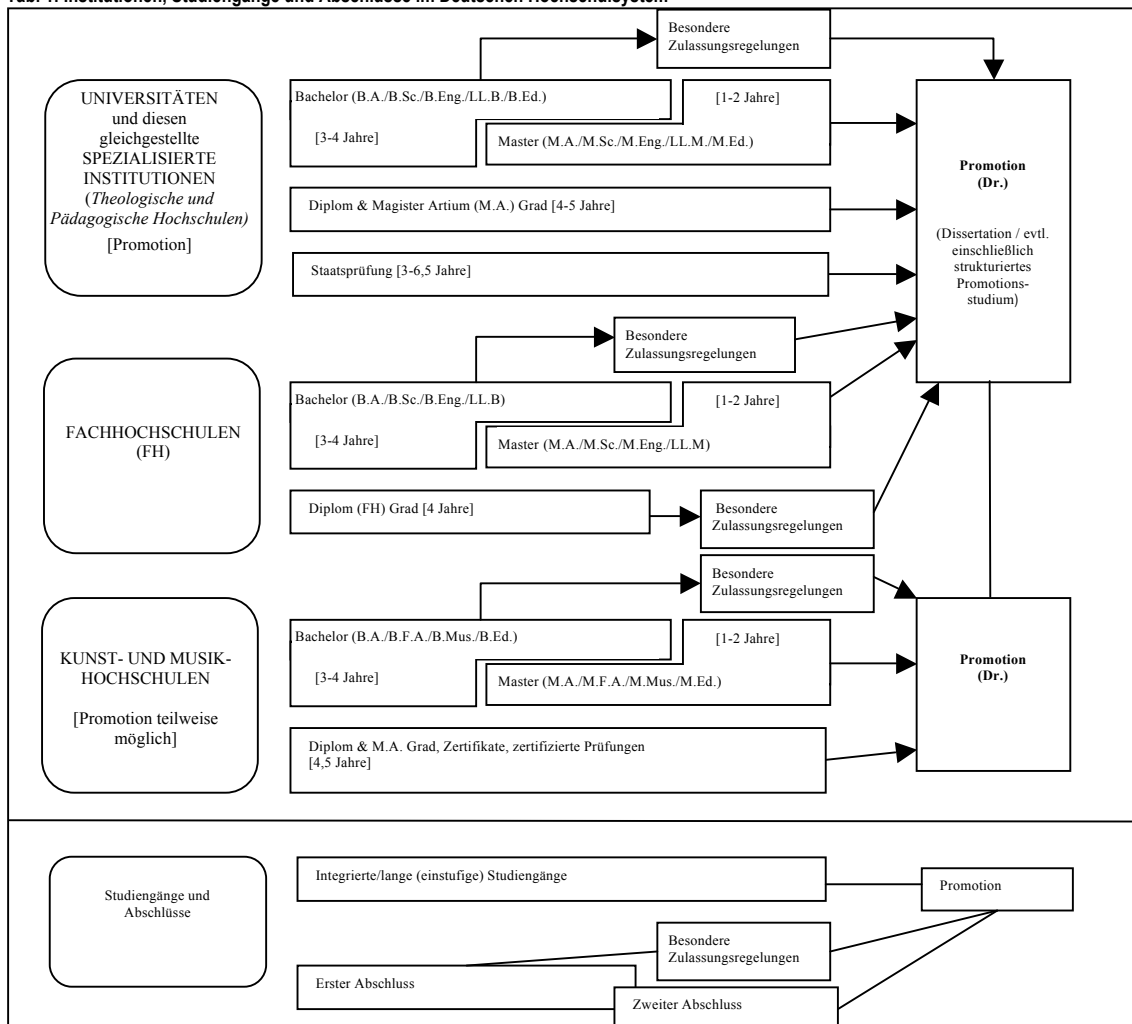 Tab. 1: Institutionen, Studiengänge und Abschlüsse im Deutschen Hochschulsystem
Besondere
Zulassungsregelungen
UNIVERSITÄTEN
und diesen
gleichgestellte
SPEZIALISIERTE
INSTITUTIONEN
(Theologische und
Pädagogische Hochschulen)
[Promotion]
Bachelor (B.A./B.Sc./B.Eng./LL.B./B.Ed.)
[3-4 Jahre]
[1-2 Jahre]
Master (M.A./M.Sc./M.Eng./LL.M./M.Ed.)
Diplom & Magister Artium (M.A.) Grad [4-5 Jahre]
Staatsprüfung [3-6,5 Jahre]
Promotion
(Dr.)
(Dissertation / evtl.
einschließlich
strukturiertes
Promotions-
studium)
Besondere
Zulassungsregelungen
FACHHOCHSCHULEN
(FH)
Bachelor (B.A./B.Sc./B.Eng./LL.B)
[3-4 Jahre]
[1-2 Jahre]
Master (M.A./M.Sc./M.Eng./LL.M)
Diplom (FH) Grad [4 Jahre]
Besondere
Zulassungsregelungen
Besondere
Zulassungsregelungen
KUNST- UND MUSIK-
HOCHSCHULEN
[Promotion teilweise
möglich]
Bachelor (B.A./B.F.A./B.Mus./B.Ed.)
[3-4 Jahre]
[1-2 Jahre]
Master (M.A./M.F.A./M.Mus./M.Ed.)
Diplom & M.A. Grad, Zertifikate, zertifizierte Prüfungen
[4,5 Jahre]
Promotion
(Dr.)
Studiengänge und
Abschlüsse
Integrierte/lange (einstufige) Studiengänge
Promotion
Besondere
Zulassungsregelungen
Erster Abschluss
Zweiter Abschluss